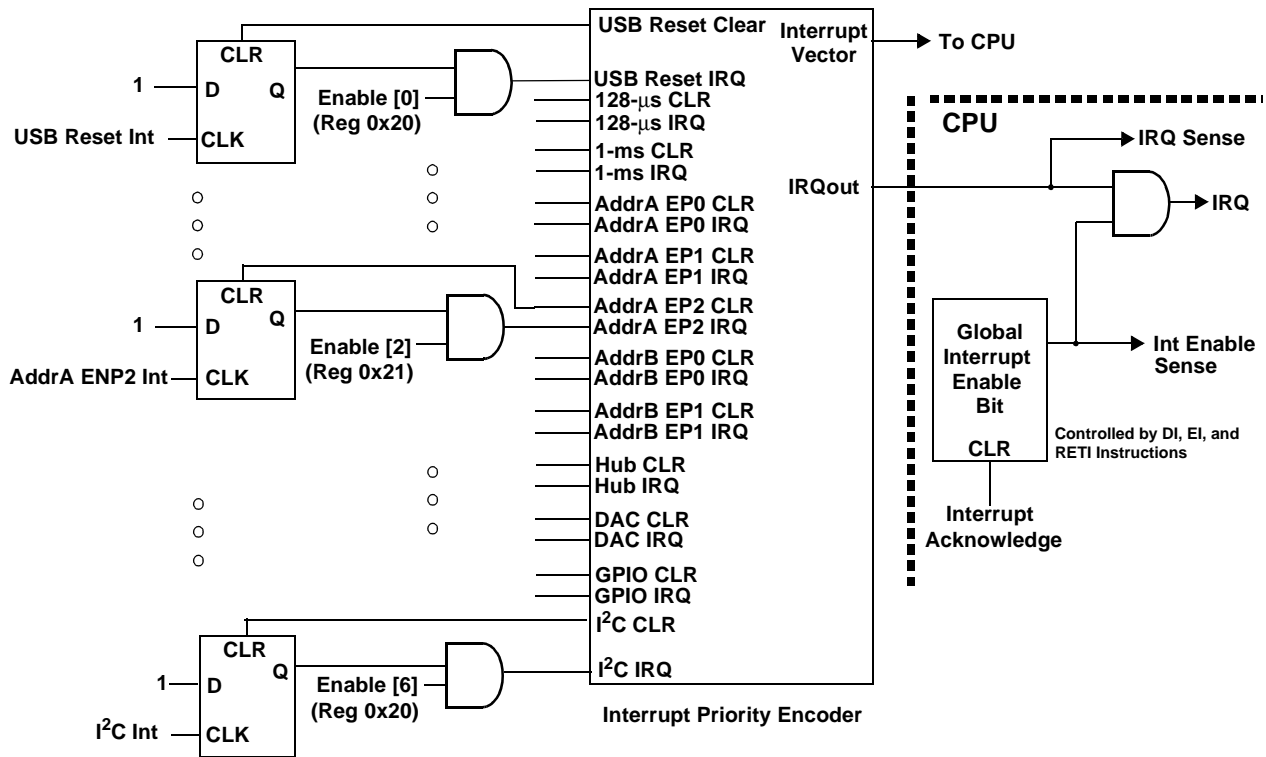 CLR
1
D
Q
USB Reset Int
CLK
Enable [0]
(Reg 0x20)
CLR
1
D
Q
AddrA ENP2 Int
CLK
Enable [2]
(Reg 0x21)
CLR
1
D
Q
I2C Int
CLK
Enable [6]
(Reg 0x20)
USB Reset Clear
USB Reset IRQ
128-μs CLR
128-μs IRQ
1-ms CLR
1-ms IRQ
AddrA EP0 CLR
AddrA EP0 IRQ
AddrA EP1 CLR
AddrA EP1 IRQ
AddrA EP2 CLR
AddrA EP2 IRQ
AddrB EP0 CLR
AddrB EP0 IRQ
AddrB EP1 CLR
AddrB EP1 IRQ
Hub CLR
Hub IRQ
DAC CLR
DAC IRQ
GPIO CLR
GPIO IRQ
I2C CLR
I2C IRQ
Interrupt
Vector
IRQout
Interrupt Priority Encoder
To CPU
CPU
IRQ Sense
IRQ
Global
Interrupt
Enable
Bit
CLR
Int Enable
Sense
Controlled by DI, EI, and
RETI Instructions
Interrupt
Acknowledge